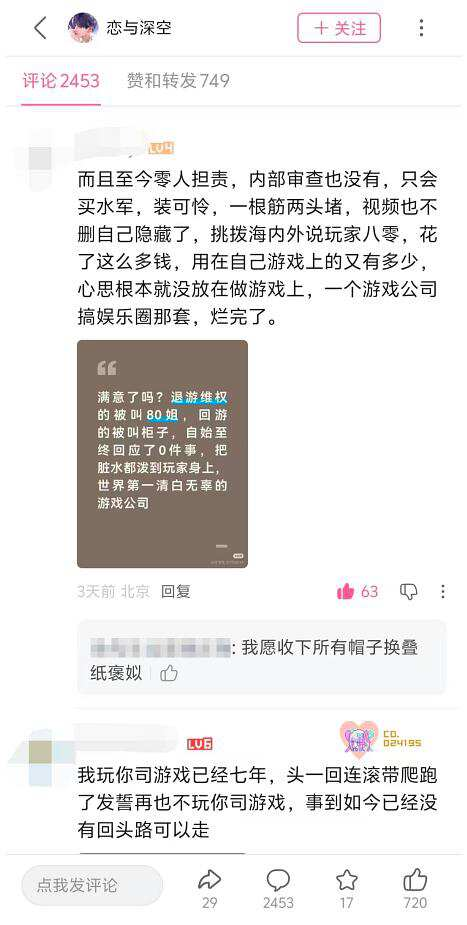 恋与深空
关注
评论2453
赞和转发749
LV4
而且至今零人担责，内部审查也没有，只会
买水军，装可怜，一根筋两头堵，视频也不
删自己隐藏了，挑拨海内外说玩家八零，花
了这么多钱，用在自己游戏上的又有多少，
心思根本就没放在做游戏上，一个游戏公司
搞娱乐圈那套，烂完了。
满意了吗？退游维权
的被叫80姐，回游
的被叫柜子，自始至
终回应了0件事，把
脏水都泼到玩家身上，
世界第一清白无辜的
游戏公司
3天前 北京 回复
63
: 我愿收下所有帽子换叠
纸褒姒
LV6
CO.
024195
我玩你司游戏已经七年，头一回连滚带爬跑
了发誓再也不玩你司游戏，事到如今已经没
有回头路可以走
点我发评论
29
2453
17
720